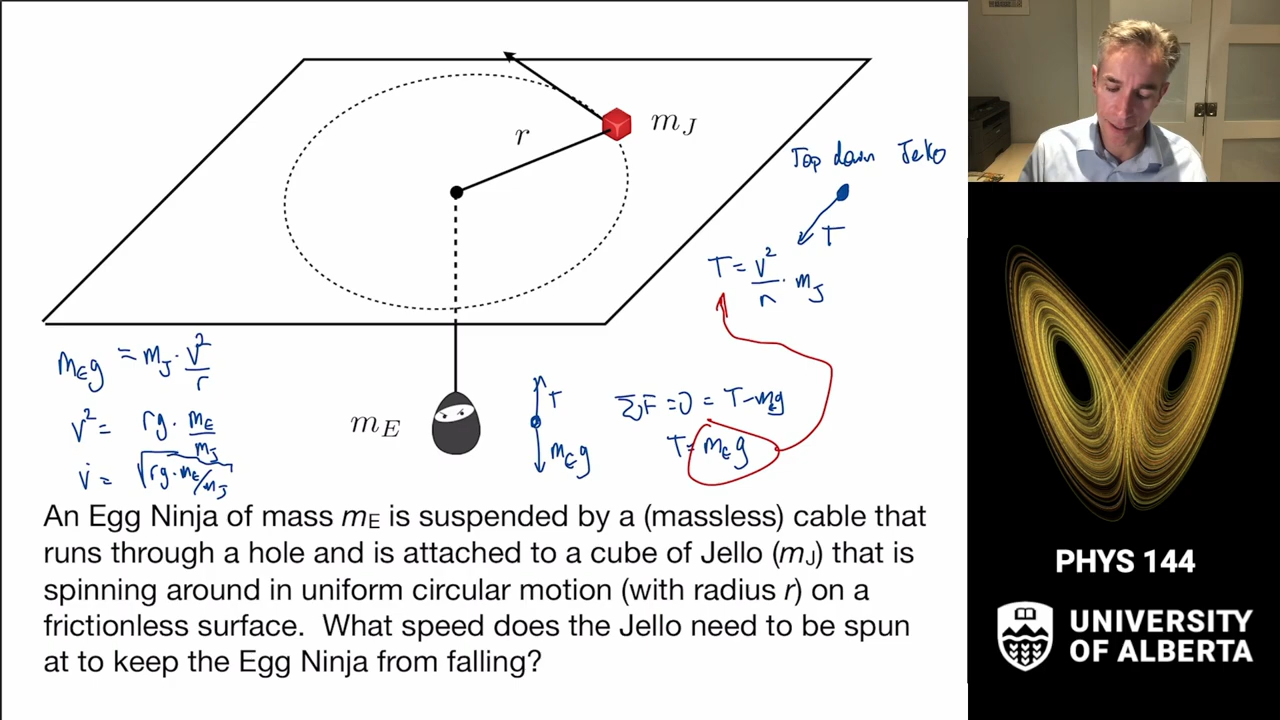 r
m_J
Top down Jello
T
T = v²/r · m_J
m_E g = m_J · v²/r
v² = rg · m_E/m_J
v = √(rg · m_E/m_J)
m_E
T
m_E g
ΣF = 0 = T - m_E g
T = m_E g
An Egg Ninja of mass m_E is suspended by a (massless) cable that
runs through a hole and is attached to a cube of Jello (m_J) that is
spinning around in uniform circular motion (with radius r) on a
frictionless surface. What speed does the Jello need to be spun
at to keep the Egg Ninja from falling?
PHYS 144
UNIVERSITY
OF ALBERTA